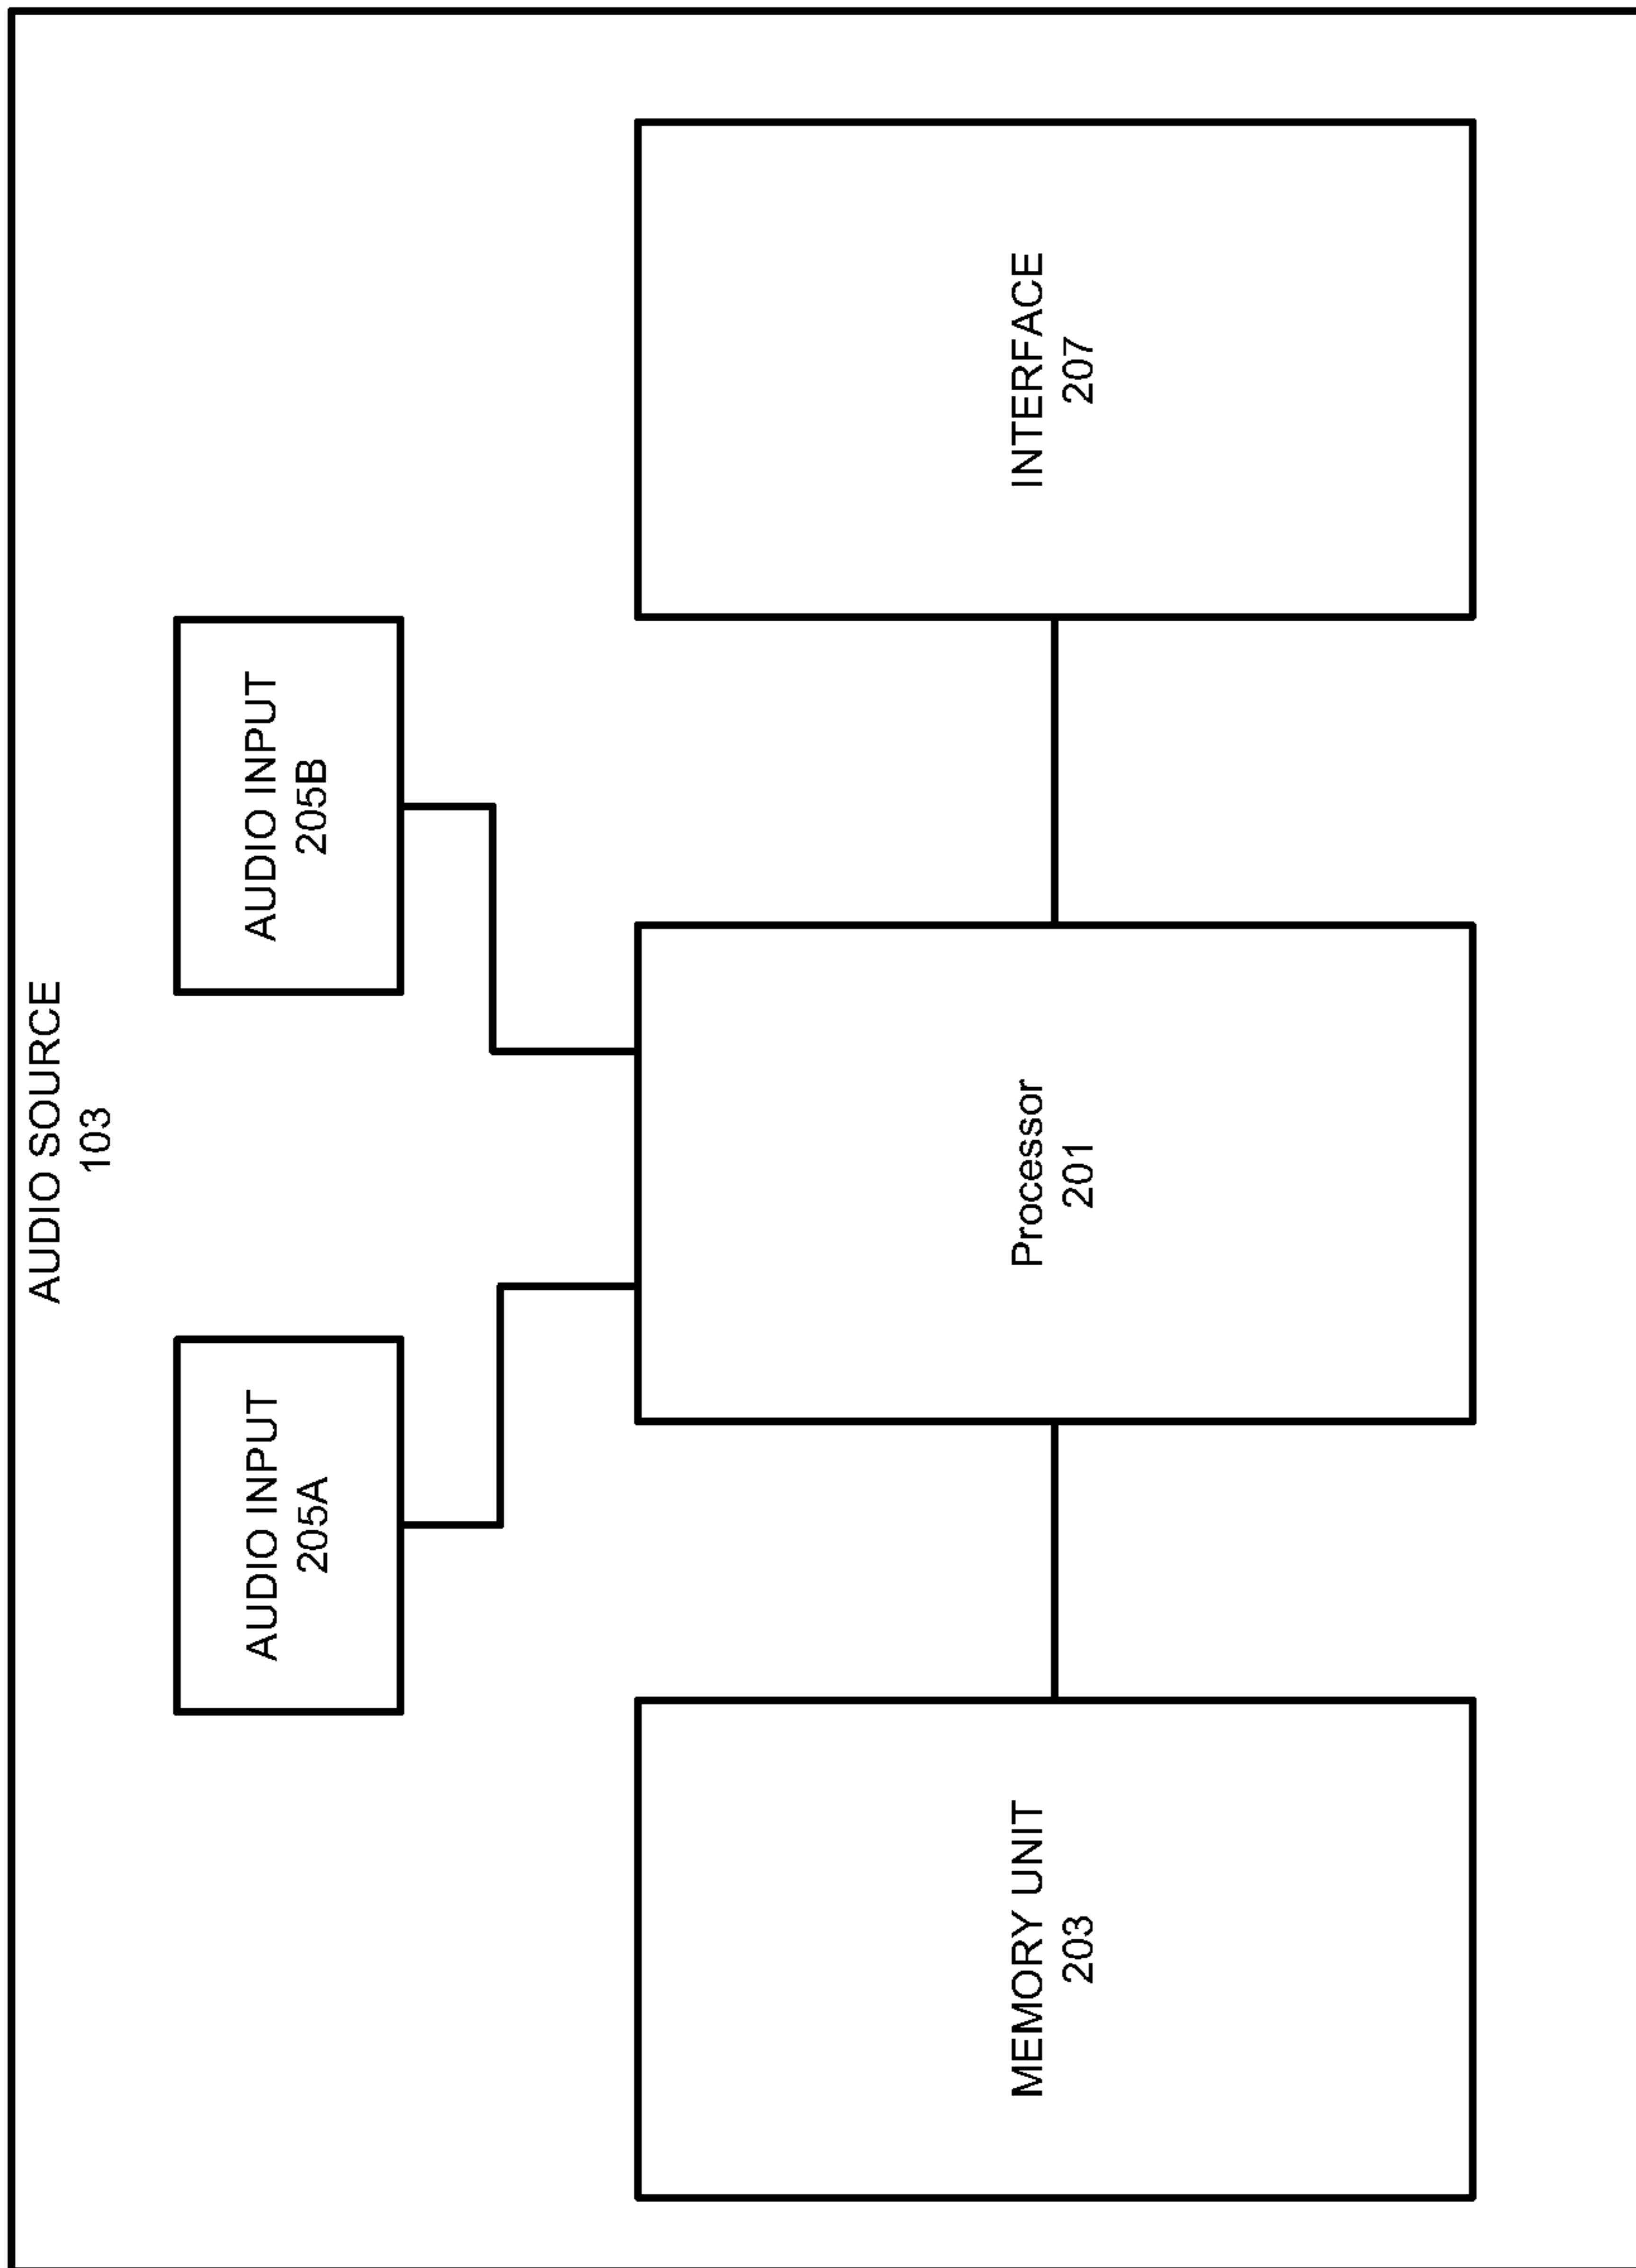 AUDIO SOURCE
103
AUDIO INPUT
205A
AUDIO INPUT
205B
MEMORY UNIT
203
Processor
201
INTERFACE
207